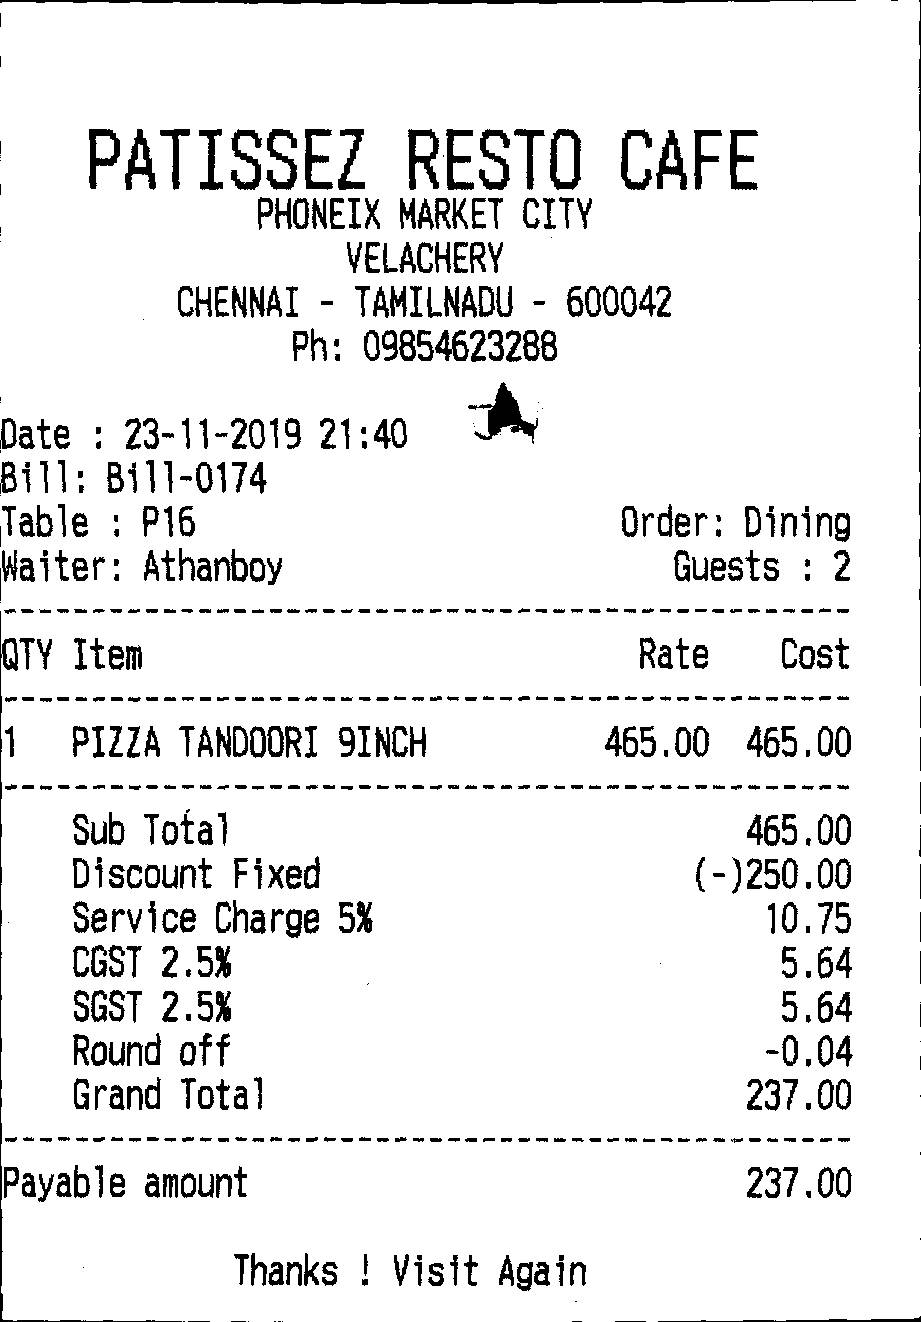 PATISSEZ RESTO CAFE
PHONEIX MARKET CITY
VELACHERY
CHENNAI - TAMILNADU - 600042
Ph: 09854623288
Date : 23-11-2019 21:40
Bill: Bill-0174
Table : P16 Order: Dining
Waiter: Athanboy Guests : 2
QTY Item Rate Cost
1 PIZZA TANDOORI 9INCH 465.00 465.00
Sub Total 465.00
Discount Fixed (-)250.00
Service Charge 5% 10.75
CGST 2.5% 5.64
SGST 2.5% 5.64
Round off -0.04
Grand Total 237.00
Payable amount 237.00
Thanks ! Visit Again